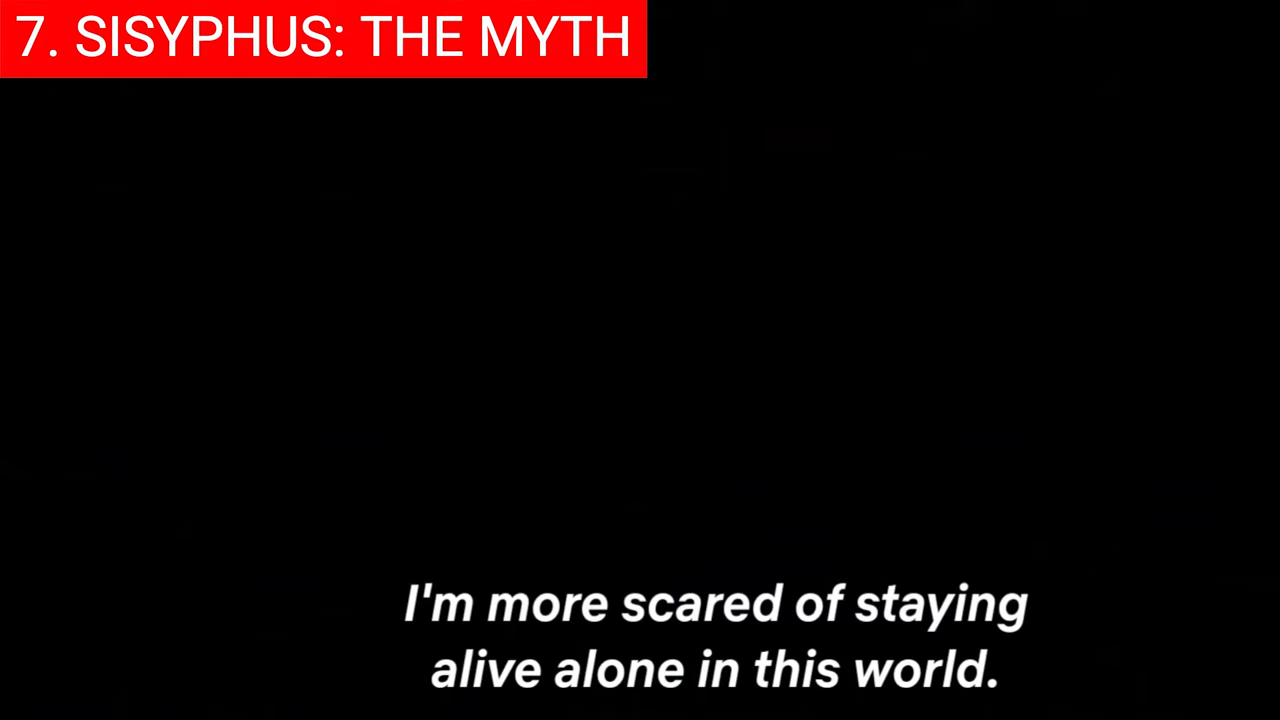 7. SISYPHUS: THE MYTH
I'm more scared of staying
alive alone in this world.